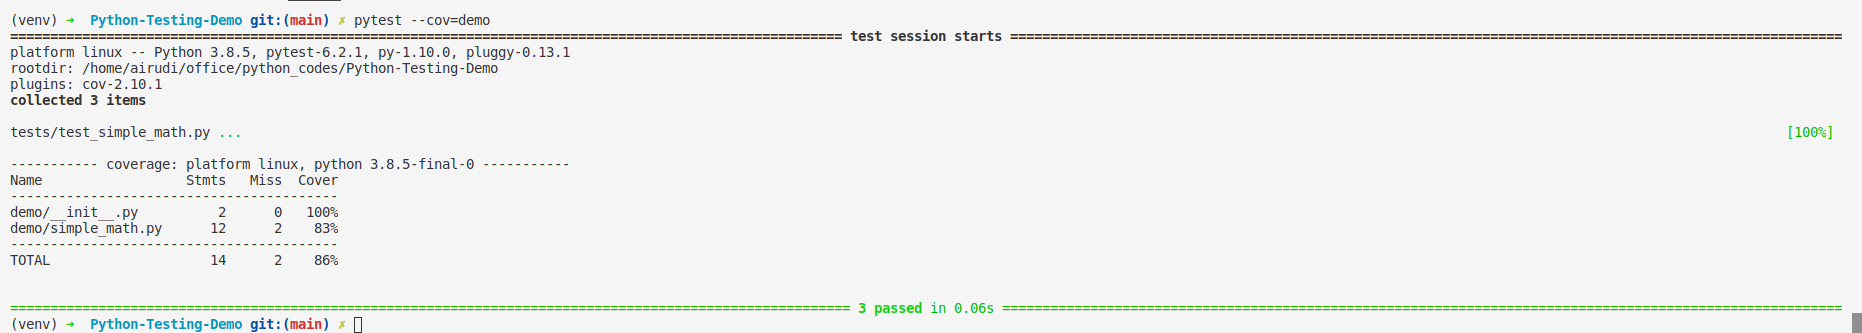 (venv) ➜  Python-Testing-Demo git:(main) ✗ pytest --cov=demo
======================================================================================================== test session starts ========================================================================================================
platform linux -- Python 3.8.5, pytest-6.2.1, py-1.10.0, pluggy-0.13.1
rootdir: /home/airudi/office/python_codes/Python-Testing-Demo
plugins: cov-2.10.1
collected 3 items
tests/test_simple_math.py ... [100%]
----------- coverage: platform linux, python 3.8.5-final-0 -----------
Name                  Stmts   Miss  Cover
-----------------------------------------
demo/__init__.py          2      0   100%
demo/simple_math.py      12      2    83%
-----------------------------------------
TOTAL                    14      2    86%
========================================================================================================= 3 passed in 0.06s =========================================================================================================
(venv) ➜  Python-Testing-Demo git:(main) ✗